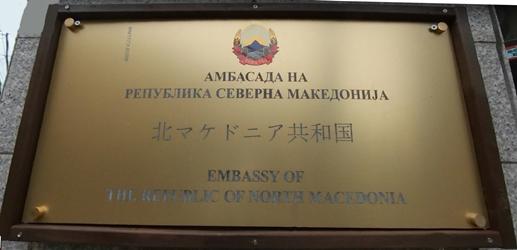 АМБАСАДА НА
РЕПУБЛИКА СЕВЕРНА МАКЕДОНИЈА
北マケドニア共和国
EMBASSY OF
THE REPUBLIC OF NORTH MACEDONIA